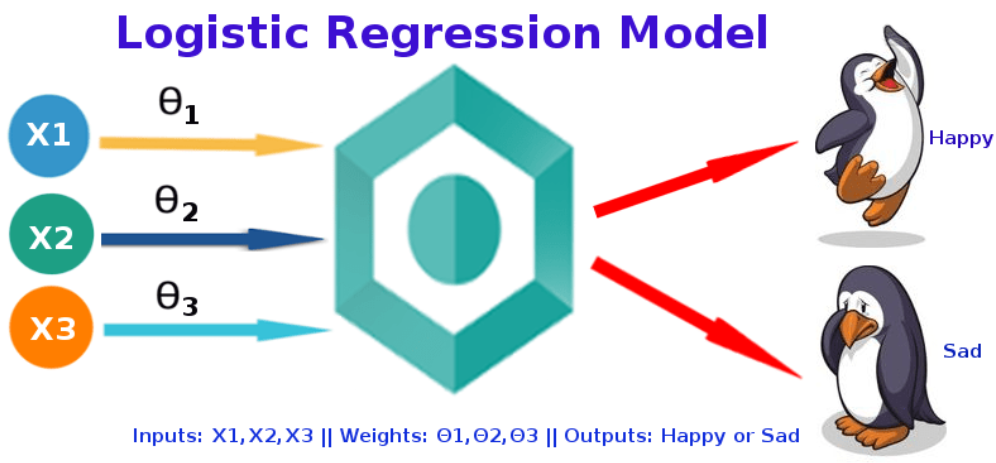 Logistic Regression Model
X1
Θ1
X2
Θ2
X3
Θ3
Happy
Sad
Inputs: X1,X2,X3 || Weights: Θ1,Θ2,Θ3 || Outputs: Happy or Sad